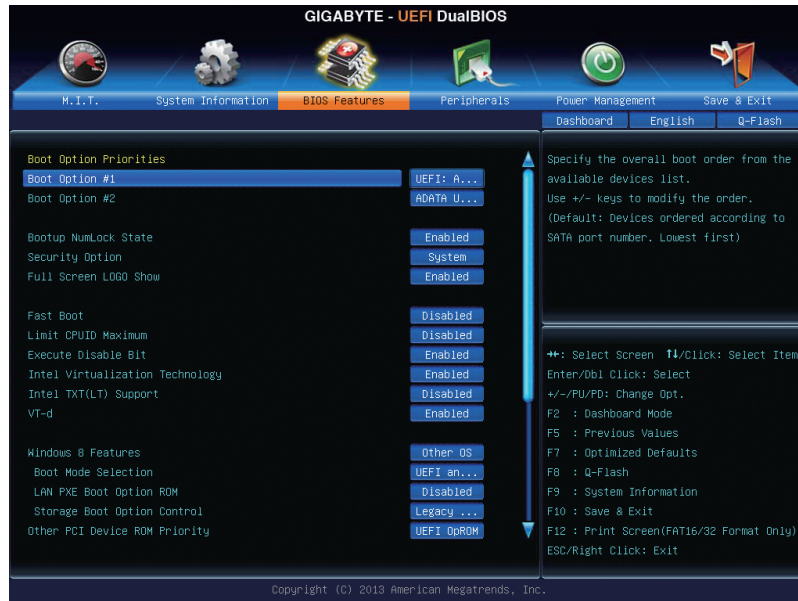 GIGABYTE - UEFI DualBIOS
M.I.T. System Information BIOS Features Peripherals Power Management Save & Exit
Dashboard English Q-Flash
Boot Option Priorities
Boot Option #1 UEFI: A...
Boot Option #2 ADATA U...
Bootup NumLock State Enabled
Security Option System
Full Screen LOGO Show Enabled
Fast Boot Disabled
Limit CPUID Maximum Disabled
Execute Disable Bit Enabled
Intel Virtualization Technology Enabled
Intel TXT(LT) Support Disabled
VT-d Enabled
Windows 8 Features Other OS
Boot Mode Selection UEFI an...
LAN PXE Boot Option ROM Disabled
Storage Boot Option Control Legacy ...
Other PCI Device ROM Priority UEFI OpROM
Specify the overall boot order from the
available devices list.
Use +/- keys to modify the order.
(Default: Devices ordered according to
SATA port number. Lowest first)
→←: Select Screen ↑↓/Click: Select Item
Enter/Dbl Click: Select
+/-/PU/PD: Change Opt.
F2 : Dashboard Mode
F5 : Previous Values
F7 : Optimized Defaults
F8 : Q-Flash
F9 : System Information
F10 : Save & Exit
F12 : Print Screen(FAT16/32 Format Only)
ESC/Right Click: Exit
Copyright (C) 2013 American Megatrends, Inc.